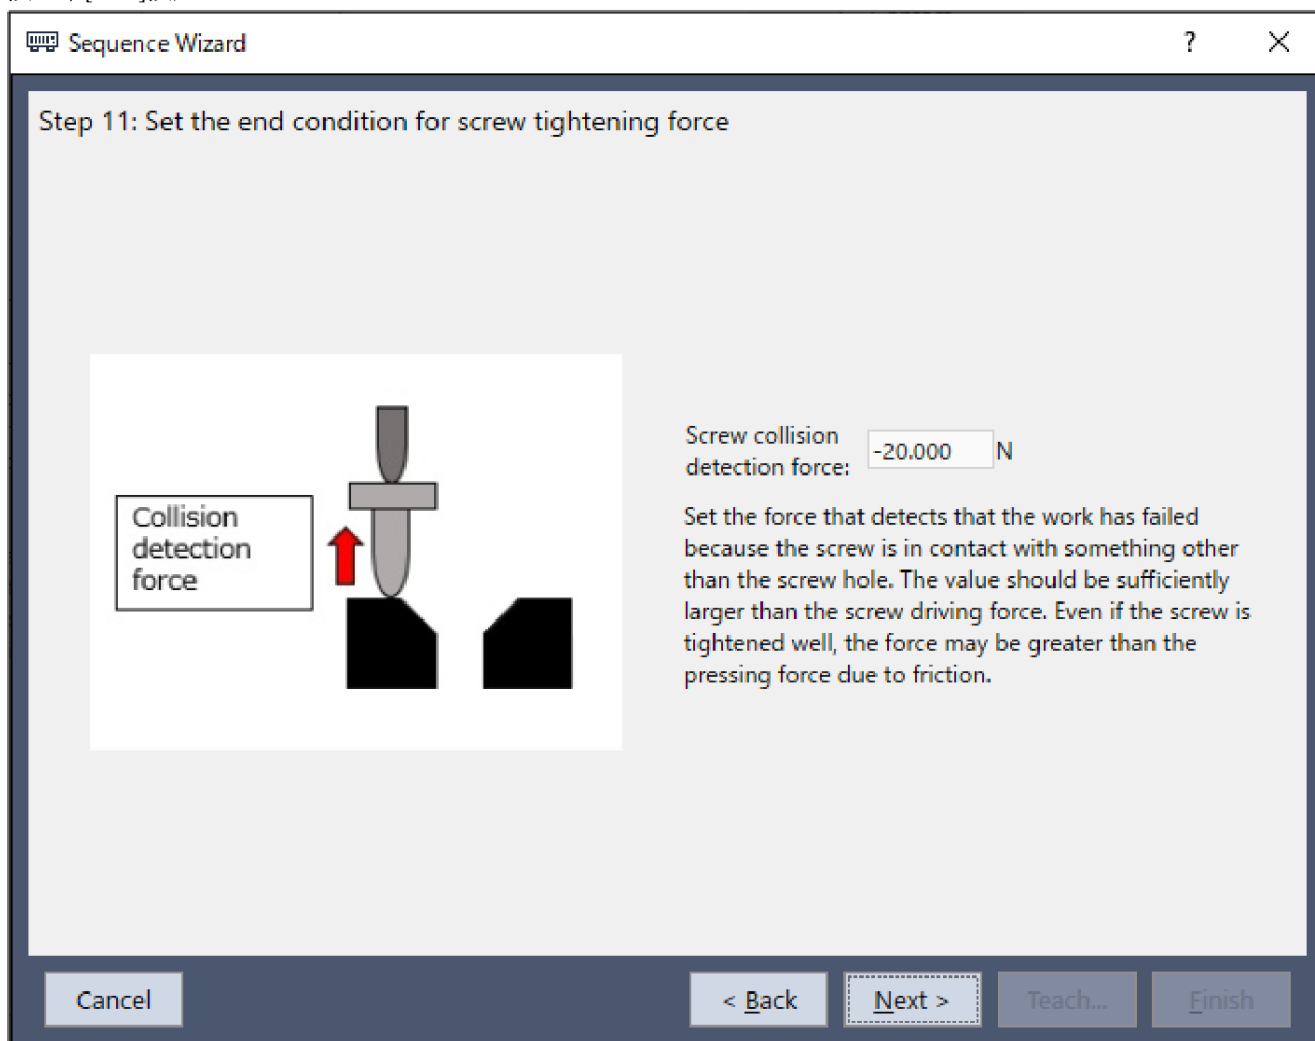 Sequence Wizard
?
Step 11: Set the end condition for screw tightening force
Collision
detection
force
Screw collision
detection force:
-20.000
N
Set the force that detects that the work has failed
because the screw is in contact with something other
than the screw hole. The value should be sufficiently
larger than the screw driving force. Even if the screw is
tightened well, the force may be greater than the
pressing force due to friction.
Cancel
< Back
Next >
Teach...
Finish